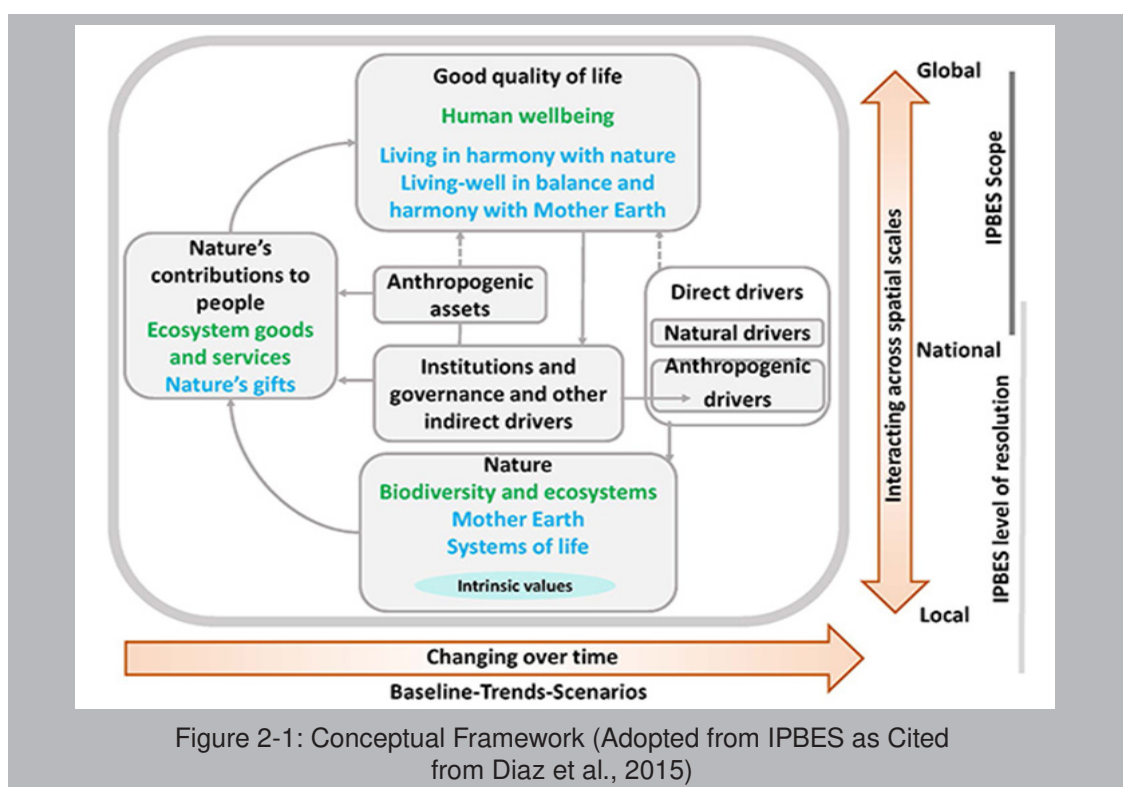 Good quality of life
Human wellbeing
Living in harmony with nature
Living-well in balance and
harmony with Mother Earth
Nature's
contributions to
people
Ecosystem goods
and services
Nature's gifts
Anthropogenic
assets
Direct drivers
Natural drivers
Anthropogenic
drivers
Institutions and
governance and other
indirect drivers
Nature
Biodiversity and ecosystems
Mother Earth
Systems of life
Intrinsic values
Global
National
Local
Interacting across spatial scales
IPBES Scope
IPBES level of resolution
Changing over time
Baseline-Trends-Scenarios
Figure 2-1: Conceptual Framework (Adopted from IPBES as Cited
from Diaz et al., 2015)